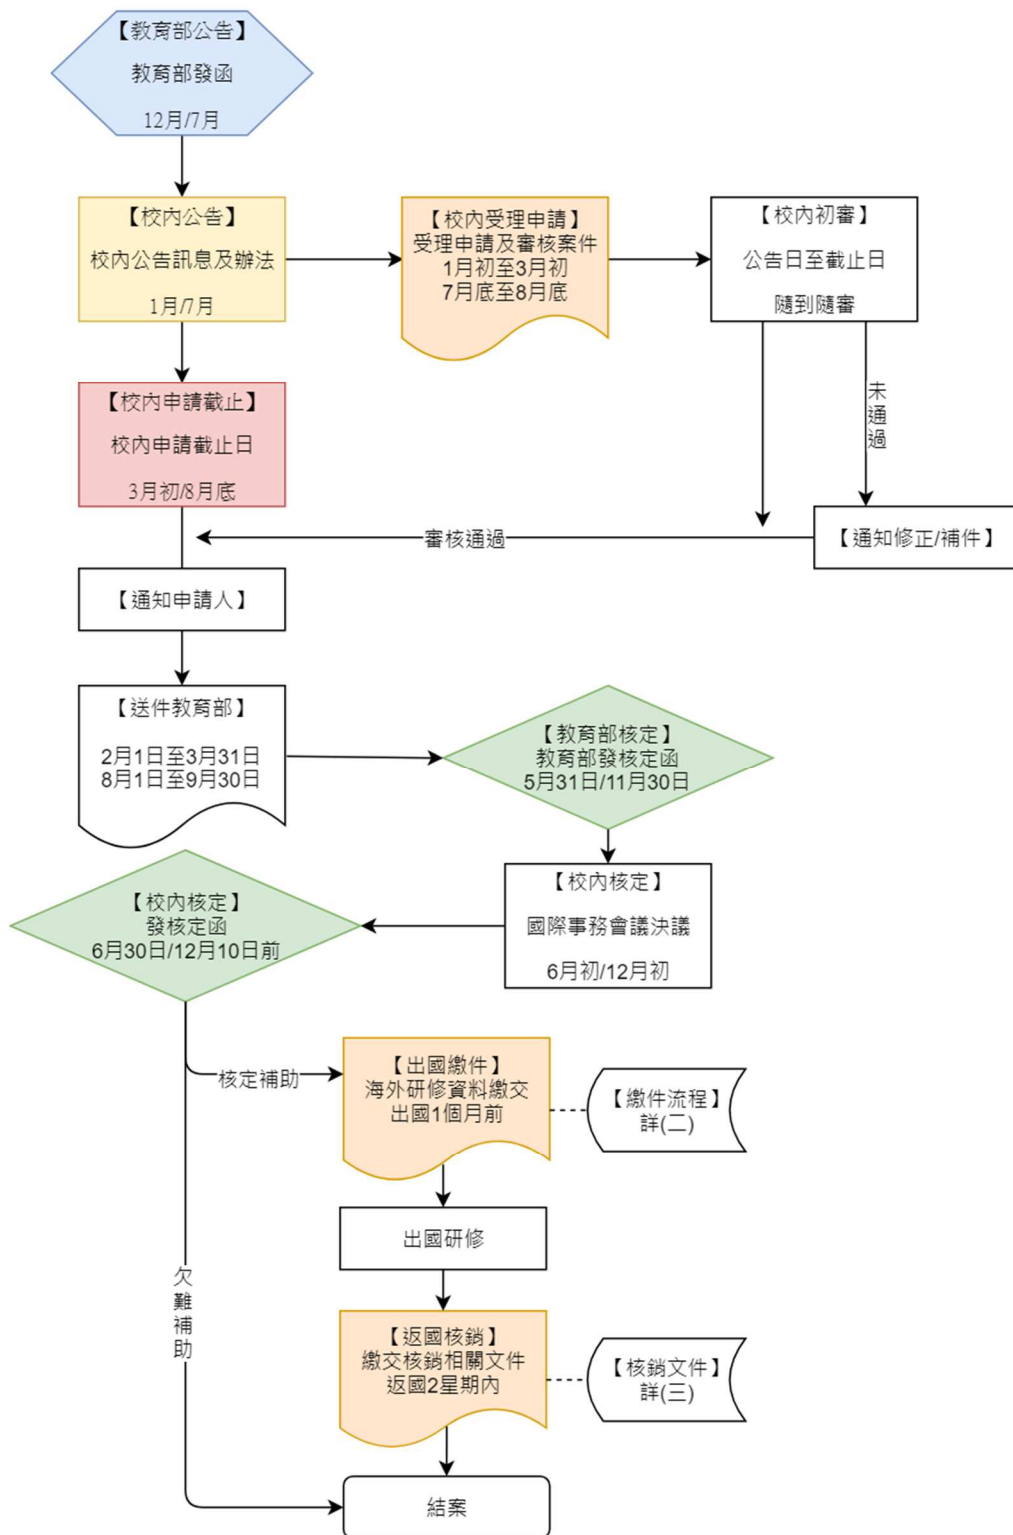 【教育部公告】
教育部發函
12月/7月
【校內公告】
校內公告訊息及辦法
1月/7月
【校內受理申請】
受理申請及審核案件
1月初至3月初
7月底至8月底
【校內初審】
公告日至截止日
隨到隨審
【校內申請截止】
校內申請截止日
3月初/8月底
未通過
審核通過
【通知修正/補件】
【通知申請人】
【送件教育部】
2月1日至3月31日
8月1日至9月30日
【教育部核定】
教育部發核定函
5月31日/11月30日
【校內核定】
國際事務會議決議
6月初/12月初
【校內核定】
發核定函
6月30日/12月10日前
核定補助
【出國繳件】
海外研修資料繳交
出國1個月前
【繳件流程】
詳(二)
出國研修
欠難補助
【返國核銷】
繳交核銷相關文件
返國2星期內
【核銷文件】
詳(三)
結案